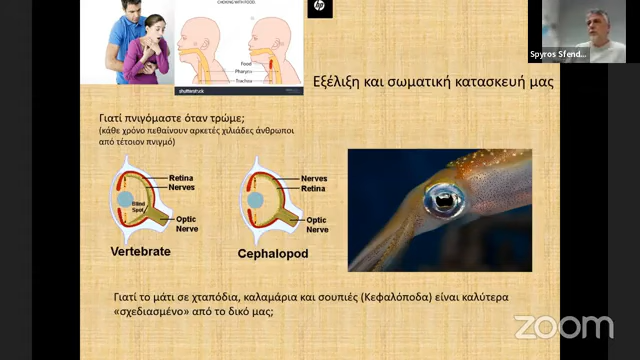 CHOKING WITH FOOD.
hp
Spyros Sfend...
Food
Pharynx
Trachea
shutterstock
Εξέλιξη και σωματική κατασκευή μας
Γιατί πνιγόμαστε όταν τρώμε;
(κάθε χρόνο πεθαίνουν αρκετές χιλιάδες άνθρωποι
από τέτοιον πνιγμό)
Retina
Nerves
Blind
Spot
Optic
Nerve
Vertebrate
Nerves
Retina
Optic
Nerve
Cephalopod
Γιατί το μάτι σε χταπόδια, καλαμάρια και σουπιές (Κεφαλόποδα) είναι καλύτερα
«σχεδιασμένο» από το δικό μας;
zoom